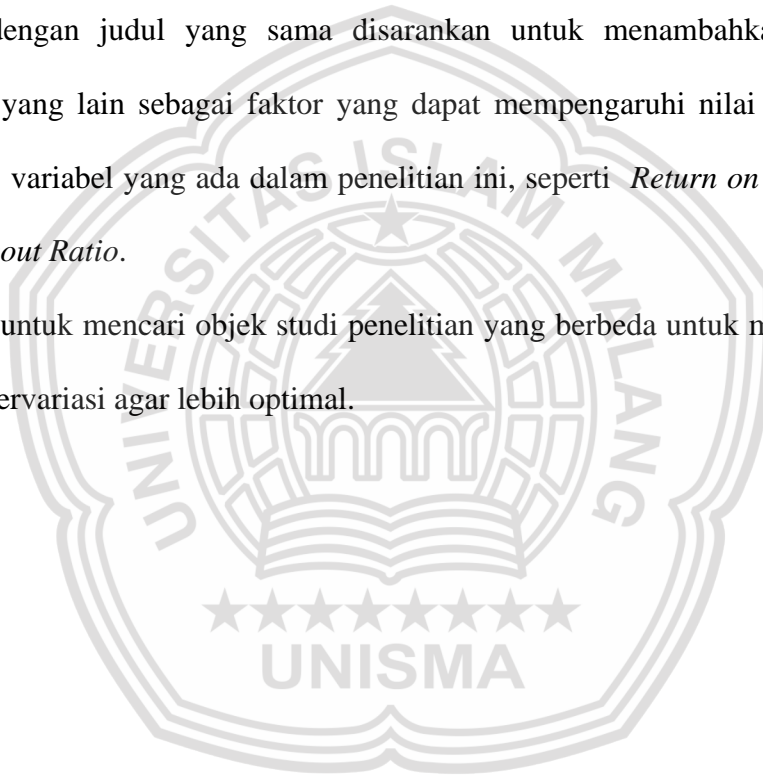 dengan judul yang sama disarankan untuk menambahka
yang lain sebagai faktor yang dapat mempengaruhi nilai
variabel yang ada dalam penelitian ini, seperti Return on
out Ratio.
untuk mencari objek studi penelitian yang berbeda untuk m
ervariasi agar lebih optimal.
UNIVERSITAS ISLAM MALANG
UNISMA